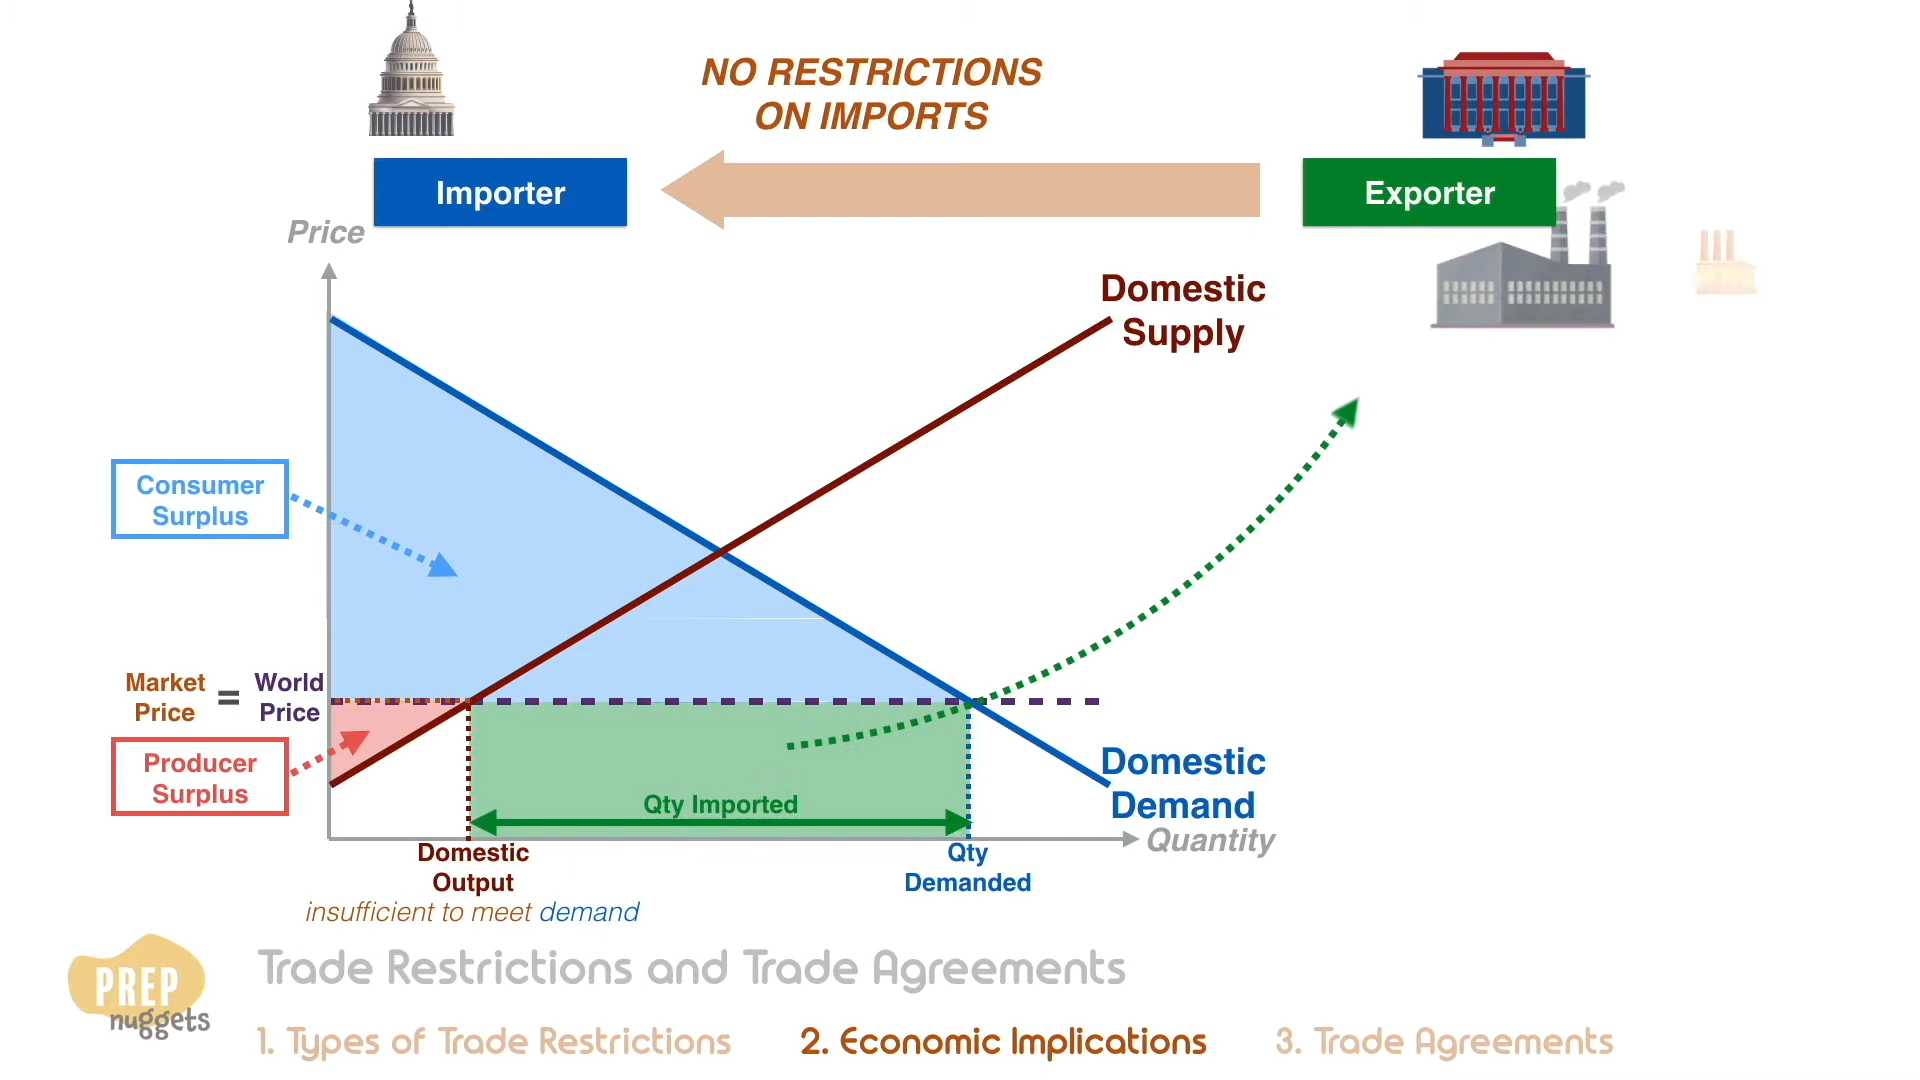 NO RESTRICTIONS
ON IMPORTS
Importer
Exporter
Price
Domestic
Supply
Consumer
Surplus
Market
Price
=
World
Price
Producer
Surplus
Qty Imported
Domestic
Demand
Quantity
Domestic
Output
insufficient to meet demand
Qty
Demanded
PREP
nuggets
Trade Restrictions and Trade Agreements
1. Types of Trade Restrictions
2. Economic Implications
3. Trade Agreements